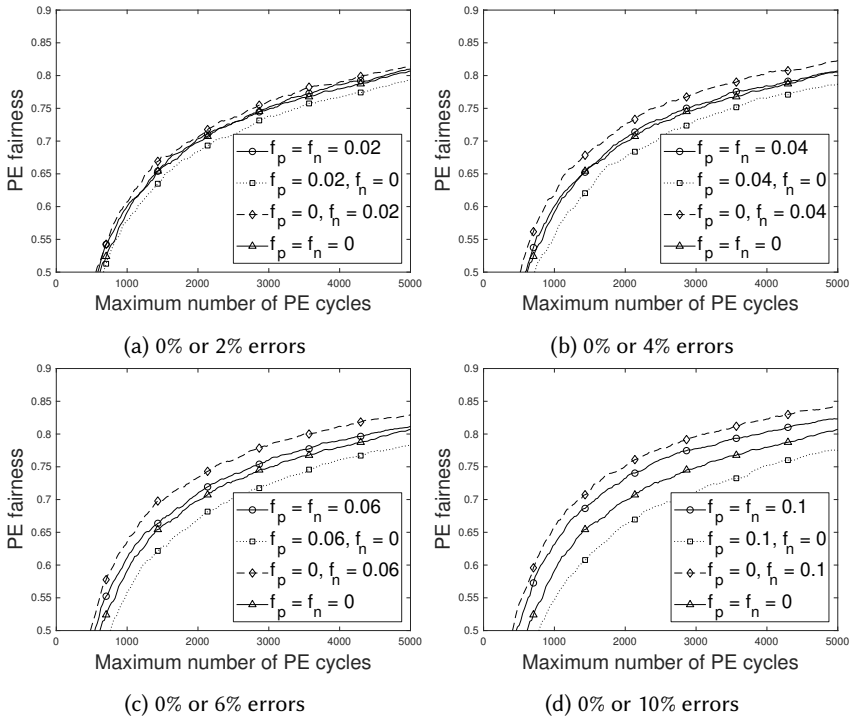 0.9
0.85
0.8
0.75
0.7
0.65
0.6
0.55
0.5
PE fairness
f_p = f_n = 0.02
f_p = 0.02, f_n = 0
f_p = 0, f_n = 0.02
f_p = f_n = 0
0 1000 2000 3000 4000 5000
Maximum number of PE cycles
(a) 0% or 2% errors
0.9
0.85
0.8
0.75
0.7
0.65
0.6
0.55
0.5
PE fairness
f_p = f_n = 0.04
f_p = 0.04, f_n = 0
f_p = 0, f_n = 0.04
f_p = f_n = 0
0 1000 2000 3000 4000 5000
Maximum number of PE cycles
(b) 0% or 4% errors
0.9
0.85
0.8
0.75
0.7
0.65
0.6
0.55
0.5
PE fairness
f_p = f_n = 0.06
f_p = 0.06, f_n = 0
f_p = 0, f_n = 0.06
f_p = f_n = 0
0 1000 2000 3000 4000 5000
Maximum number of PE cycles
(c) 0% or 6% errors
0.9
0.85
0.8
0.75
0.7
0.65
0.6
0.55
0.5
PE fairness
f_p = f_n = 0.1
f_p = 0.1, f_n = 0
f_p = 0, f_n = 0.1
f_p = f_n = 0
0 1000 2000 3000 4000 5000
Maximum number of PE cycles
(d) 0% or 10% errors